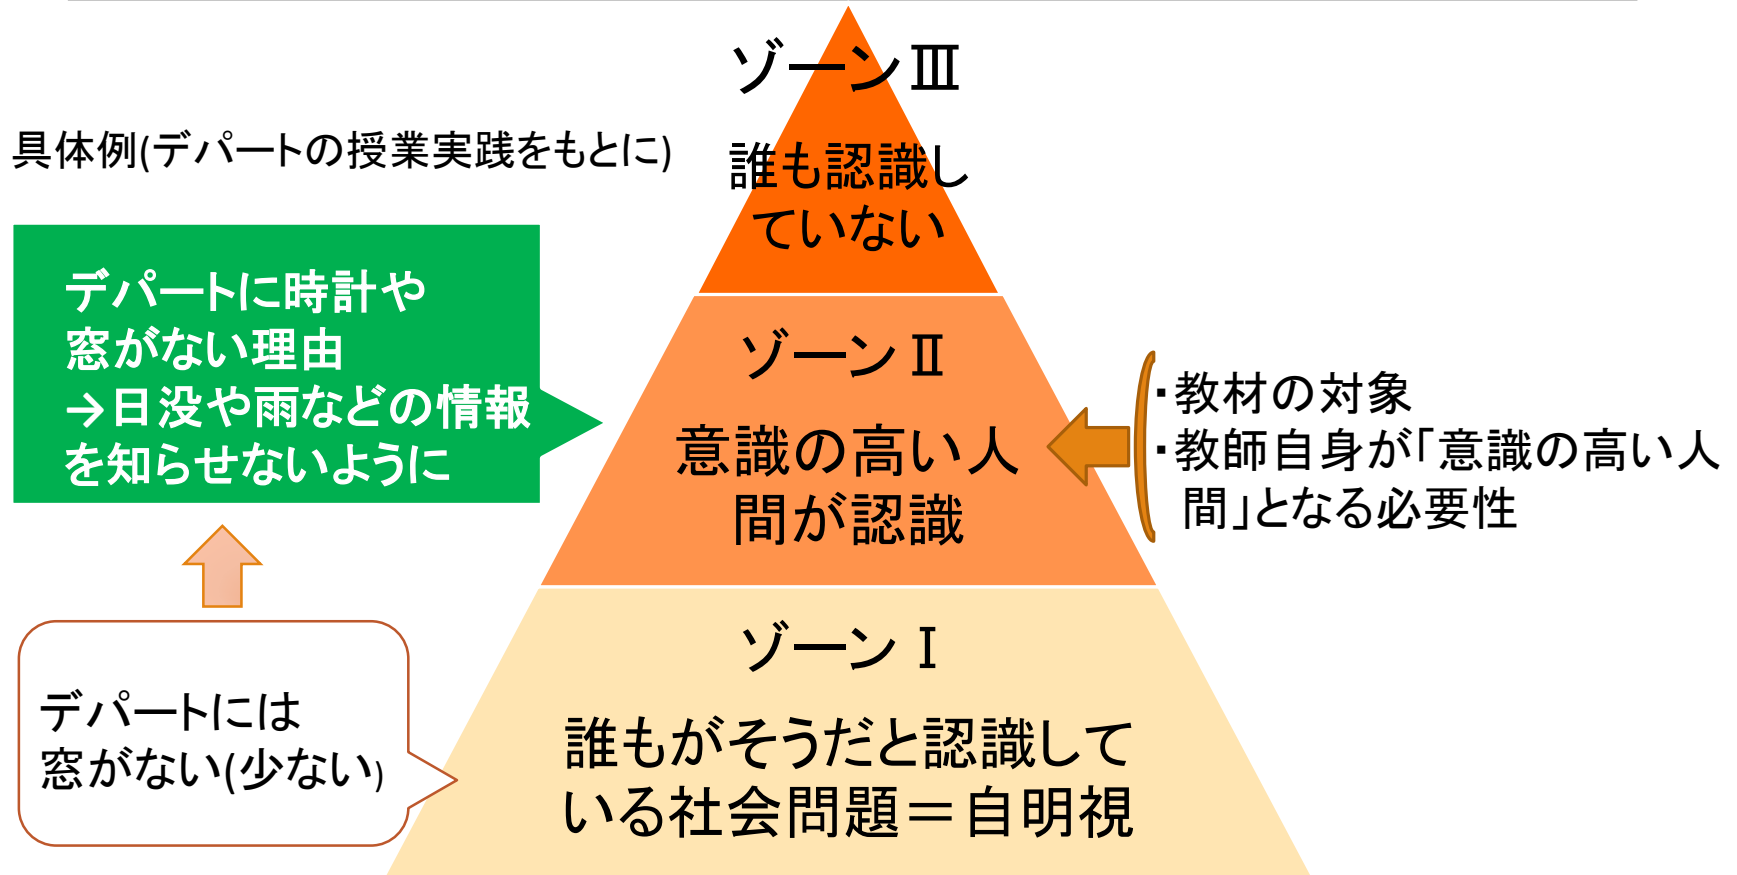 ゾーンⅢ
誰も認識し
ていない
具体例(デパートの授業実践をもとに)
デパートに時計や
窓がない理由
→日没や雨などの情報
を知らせないように
ゾーンⅡ
意識の高い人
間が認識
・教材の対象
・教師自身が「意識の高い人
間」となる必要性
デパートには
窓がない(少ない)
ゾーンⅠ
誰もがそうだと認識して
いる社会問題＝自明視